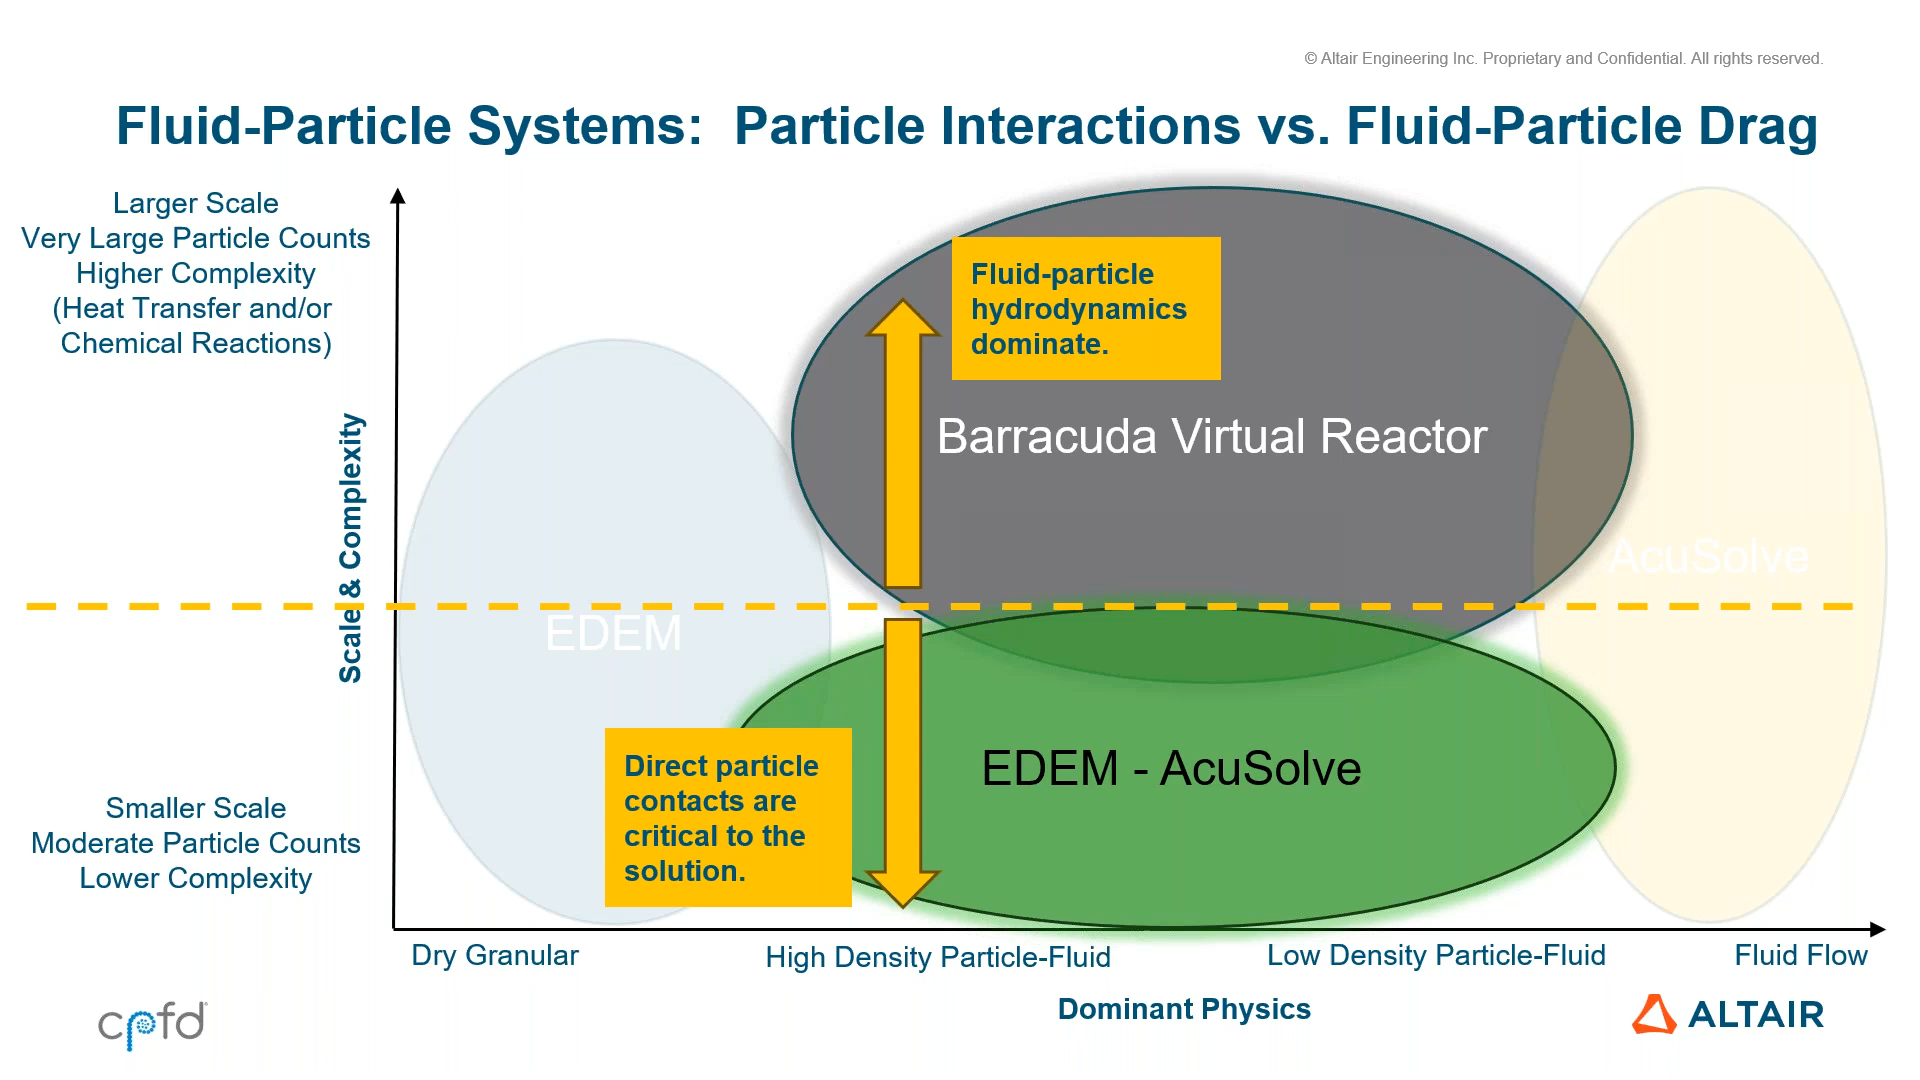 © Altair Engineering Inc. Proprietary and Confidential. All rights reserved.
Fluid-Particle Systems:  Particle Interactions vs. Fluid-Particle Drag
Larger Scale
Very Large Particle Counts
Higher Complexity
(Heat Transfer and/or
Chemical Reactions)
Fluid-particle
hydrodynamics
dominate.
Barracuda Virtual Reactor
Scale & Complexity
AcuSolve
EDEM
Direct particle
contacts are
critical to the
solution.
EDEM - AcuSolve
Smaller Scale
Moderate Particle Counts
Lower Complexity
Dry Granular
High Density Particle-Fluid
Low Density Particle-Fluid
Fluid Flow
Dominant Physics
cpfd
ALTAIR